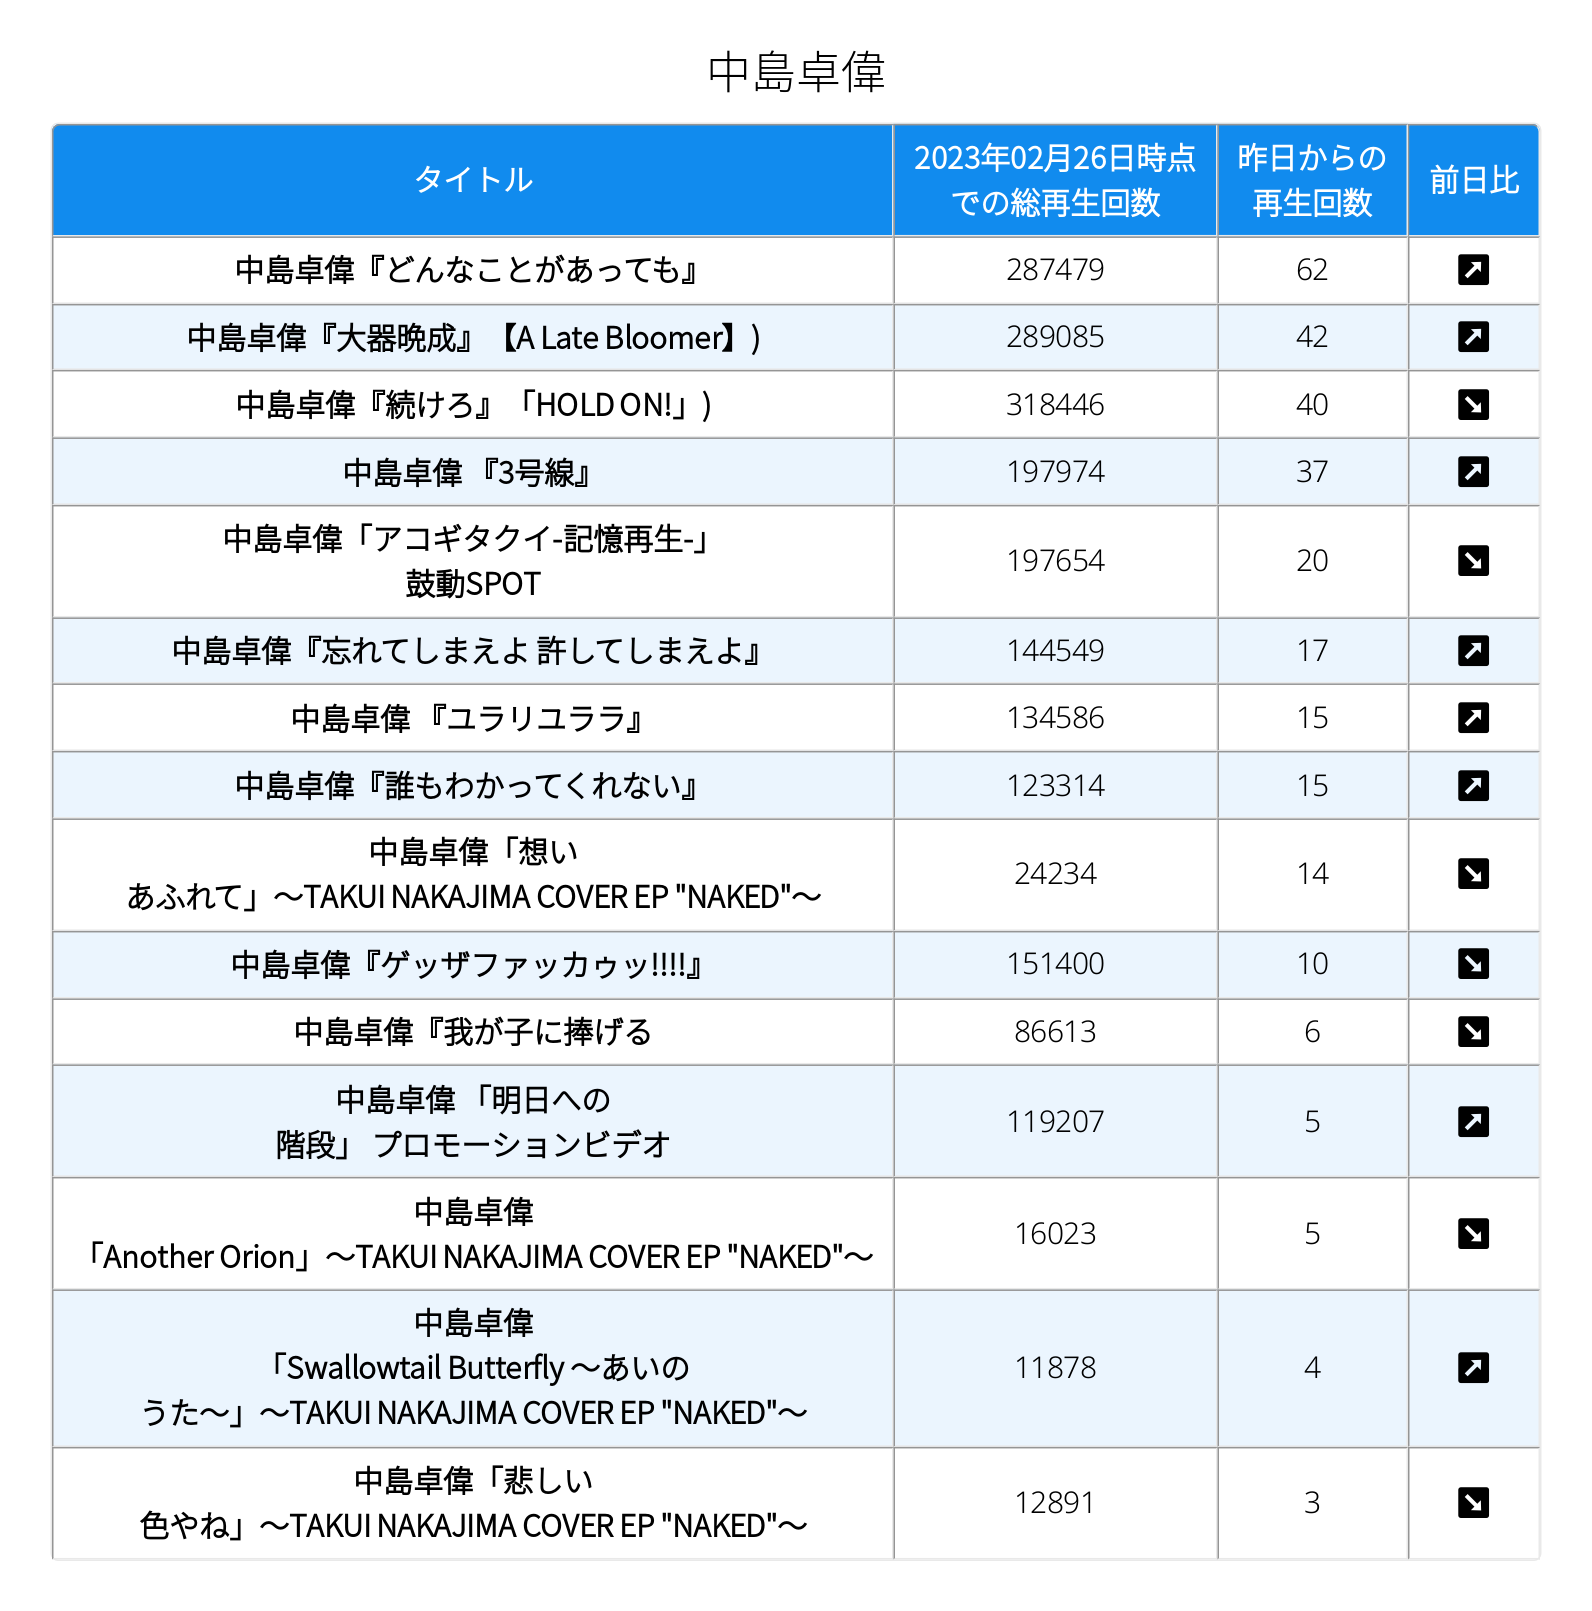 中島卓偉
タイトル
2023年02月26日時点
での総再生回数
昨日からの
再生回数
前日比
中島卓偉『どんなことがあっても』 287479 62
中島卓偉『大器晩成』【A Late Bloomer】) 289085 42
中島卓偉『続けろ』「HOLD ON!」) 318446 40
中島卓偉 『3号線』 197974 37
中島卓偉「アコギタクイ-記憶再生-」
鼓動SPOT
197654 20
中島卓偉『忘れてしまえよ 許してしまえよ』 144549 17
中島卓偉 『ユラリユララ』 134586 15
中島卓偉『誰もわかってくれない』 123314 15
中島卓偉「想い
あふれて」～TAKUI NAKAJIMA COVER EP "NAKED"～
24234 14
中島卓偉『ゲッザファッカゥッ!!!!』 151400 10
中島卓偉『我が子に捧げる 86613 6
中島卓偉 「明日への
階段」 プロモーションビデオ
119207 5
中島卓偉
「Another Orion」～TAKUI NAKAJIMA COVER EP "NAKED"～
16023 5
中島卓偉
「Swallowtail Butterfly ～あいの
うた～」～TAKUI NAKAJIMA COVER EP "NAKED"～
11878 4
中島卓偉「悲しい
色やね」～TAKUI NAKAJIMA COVER EP "NAKED"～
12891 3